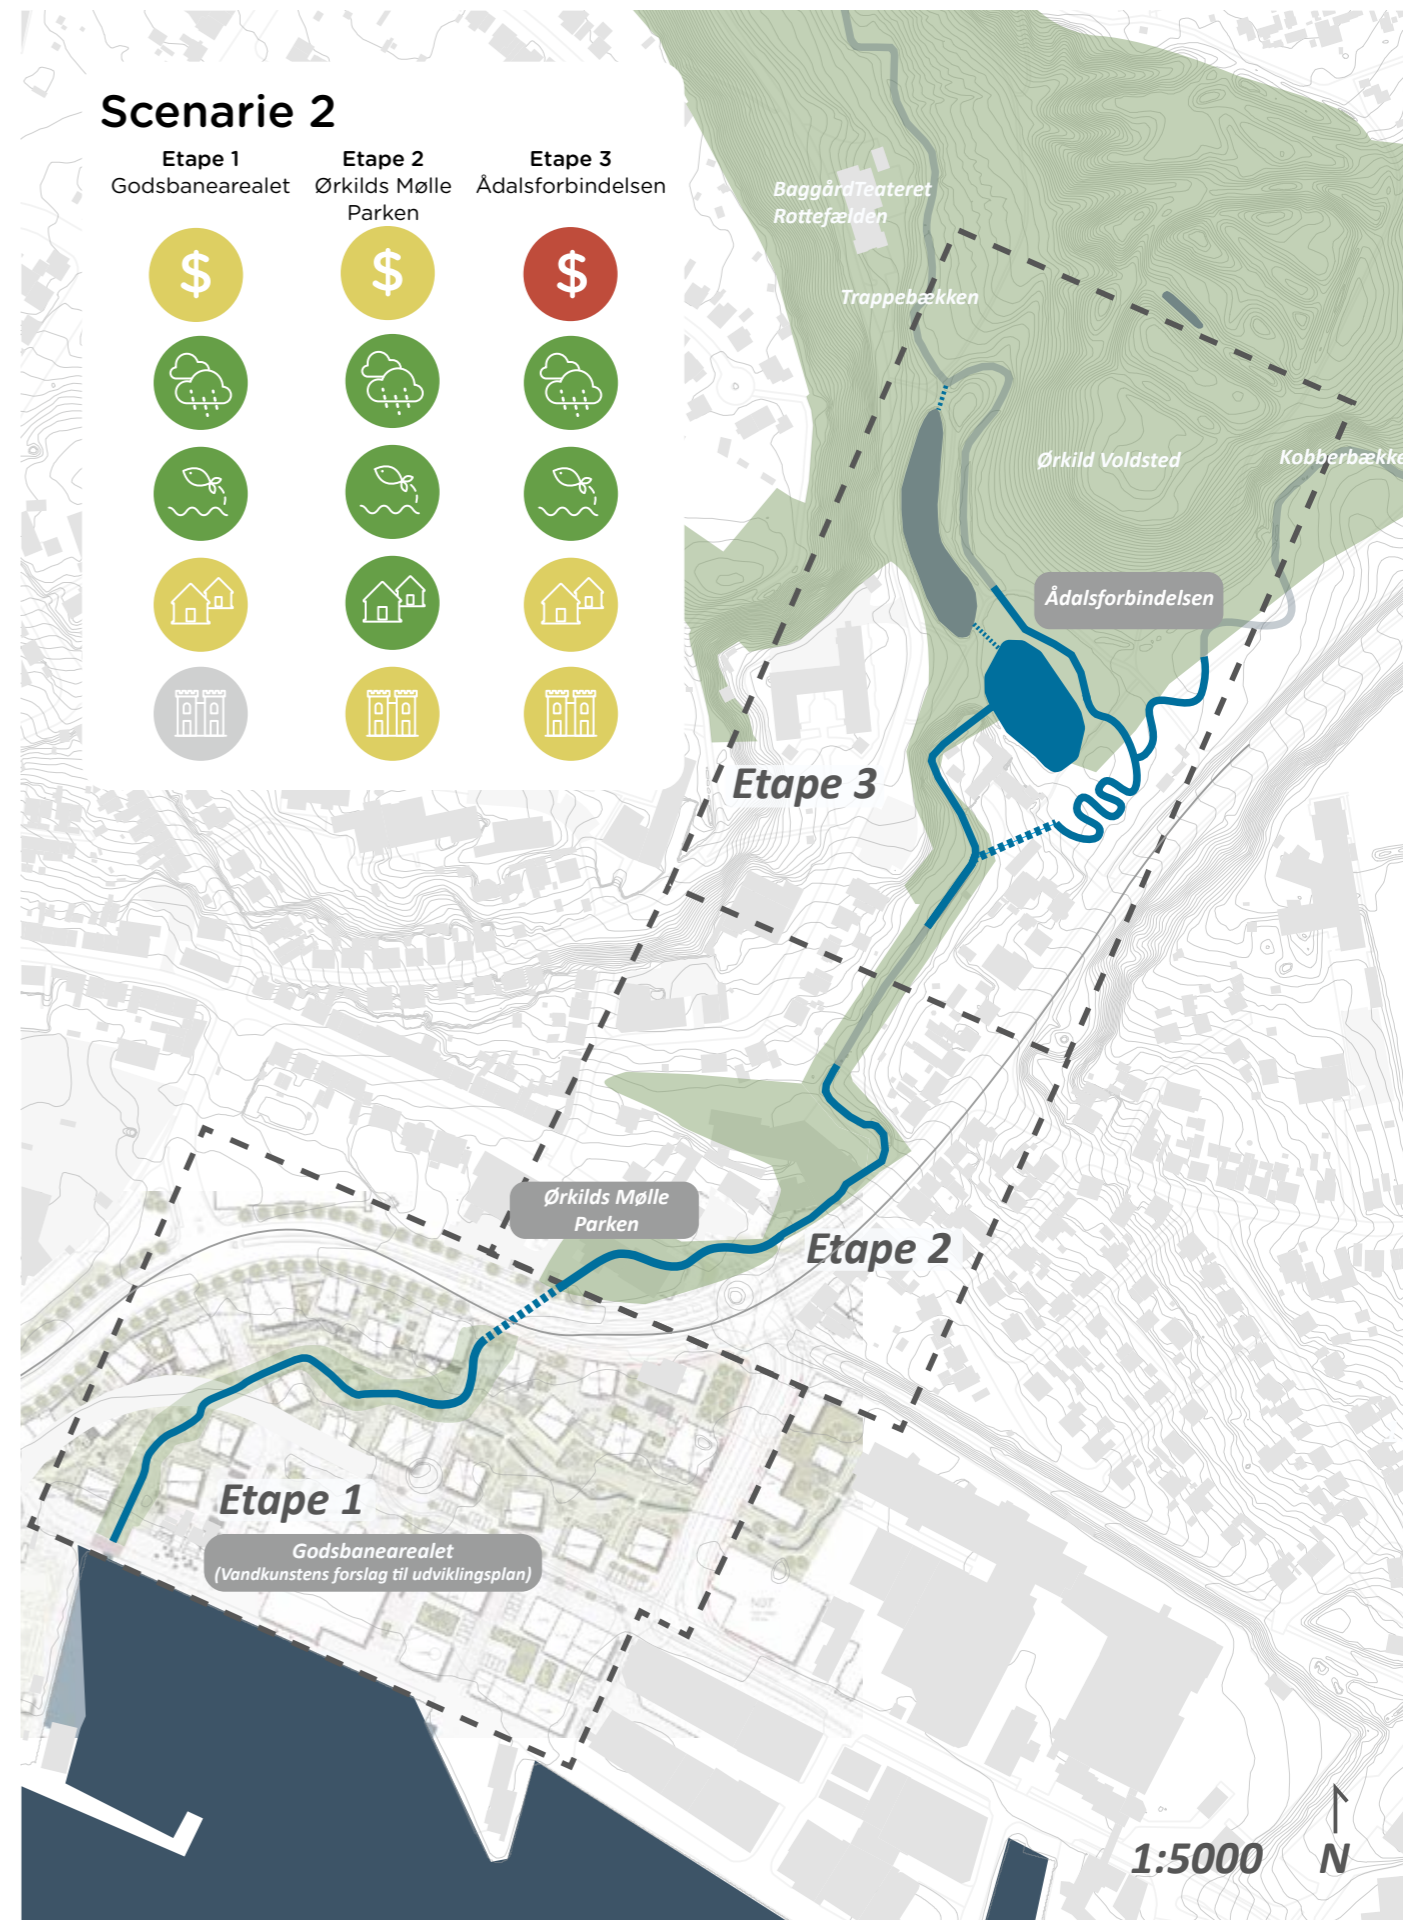 Scenarie 2
Etape 1
Godsbanearealet
Etape 2
Ørkilds Mølle
Parken
Etape 3
Ådalsforbindelsen
$
$
$
BaggårdTeateret
Rottefælden
Trappebækken
Ørkild Voldsted
Kobberbække
Ådalsforbindelsen
Etape 3
Ørkilds Mølle
Parken
Etape 2
Etape 1
Godsbanearealet
(Vandkunstens forslag til udviklingsplan)
1:5000
N